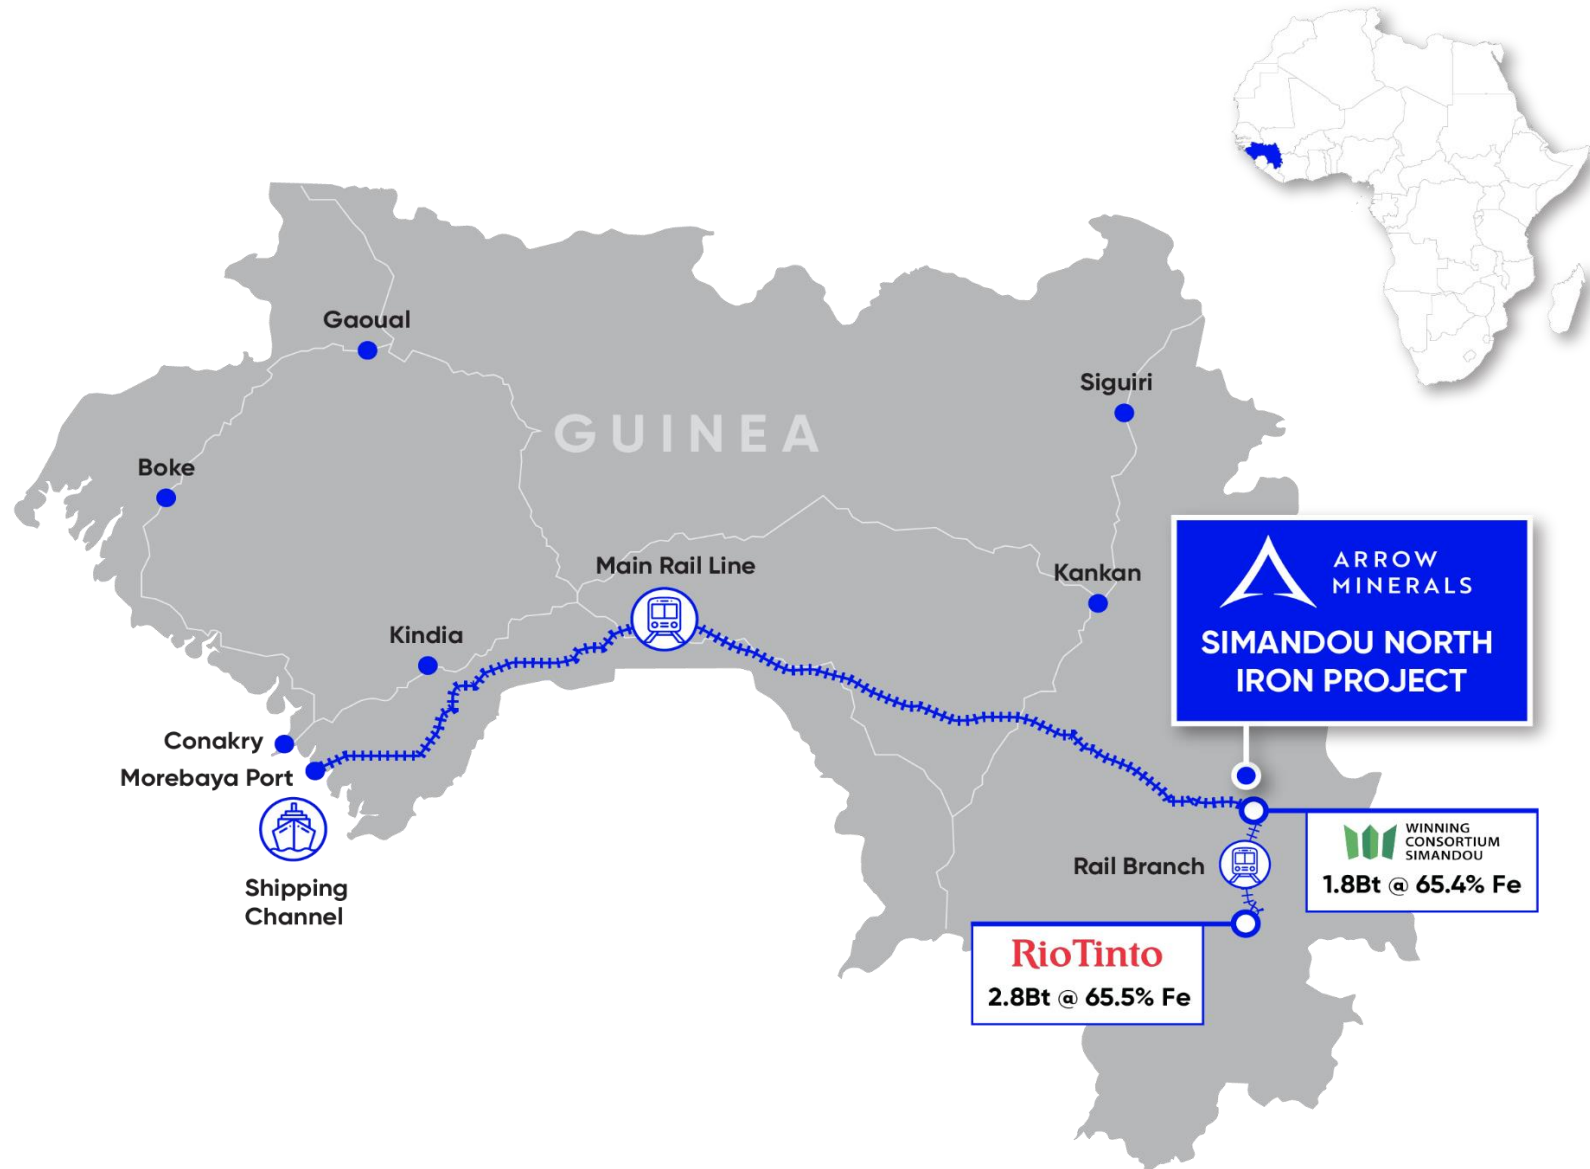 Gaoual
Siguiri
GUINEA
Boke
ARROW
MINERALS
SIMANDOU NORTH
IRON PROJECT
Main Rail Line
Kankan
Kindia
Conakry
Morebaya Port
Shipping
Channel
WINNING
CONSORTIUM
SIMANDOU
1.8Bt @ 65.4% Fe
Rail Branch
RioTinto
2.8Bt @ 65.5% Fe